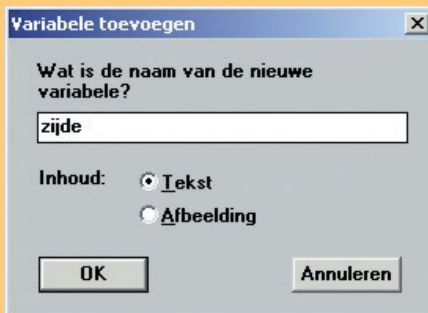 Variabele toevoegen
Wat is de naam van de nieuwe
variabele?
zijde
Inhoud:
Tekst
Afbeelding
OK
Annuleren